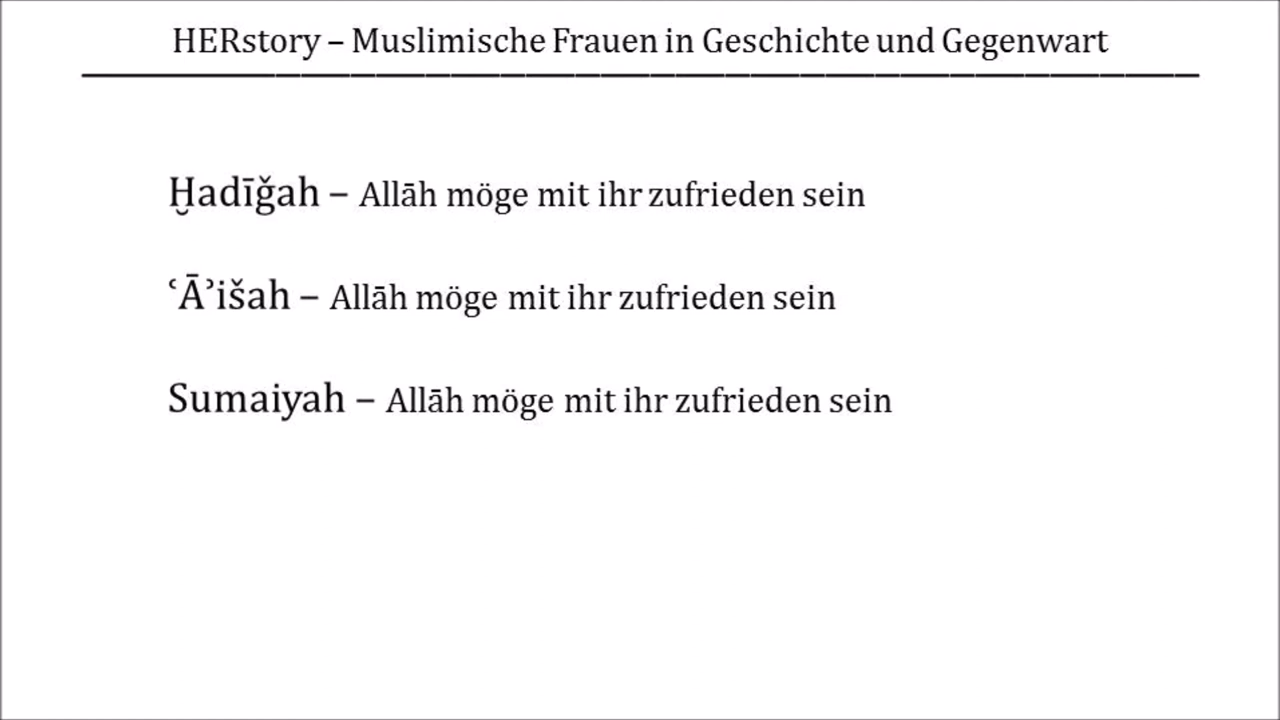 HERstory – Muslimische Frauen in Geschichte und Gegenwart
Ḫadīǧah – Allāh möge mit ihr zufrieden sein
ʿĀʾišah – Allāh möge mit ihr zufrieden sein
Sumaiyah – Allāh möge mit ihr zufrieden sein